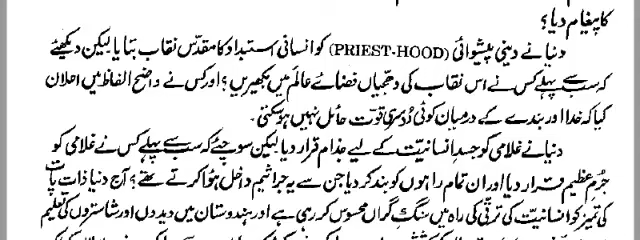 کا پیغام دیا؟
دنیا نے دینی پیشوائی (PRIEST-HOOD) کو انسانی استبداد کا مقدّس نقاب بنایا لیکن دیکھئے
کہ سب سے پہلے کس نے اس نقاب کی دھجیاں فضائے عالم میں بکھیریں؟ اور کس نے واضح الفاظ میں اعلان
کیا کہ خدا اور بندے کے درمیان کوئی دُوسری قوت حائل نہیں ہو سکتی۔
دنیا نے غلامی کو جسدِ انسانیت کے لیے جذام قرار دیا لیکن سوچئے کہ سب سے پہلے کس نے غلامی کو
جرمِ عظیم قرار دیا اور ان تمام راہوں کو بند کر دیا جن سے یہ جراثیم داخل ہوا کرتے تھے؟ آج دنیا ذات پات
کی تمیز کو انسانیت کی ترقی کی راہ میں سنگِ گراں محسوس کر رہی ہے اور ہندوستان میں ویدوں اور شاستروں کی تعلیم